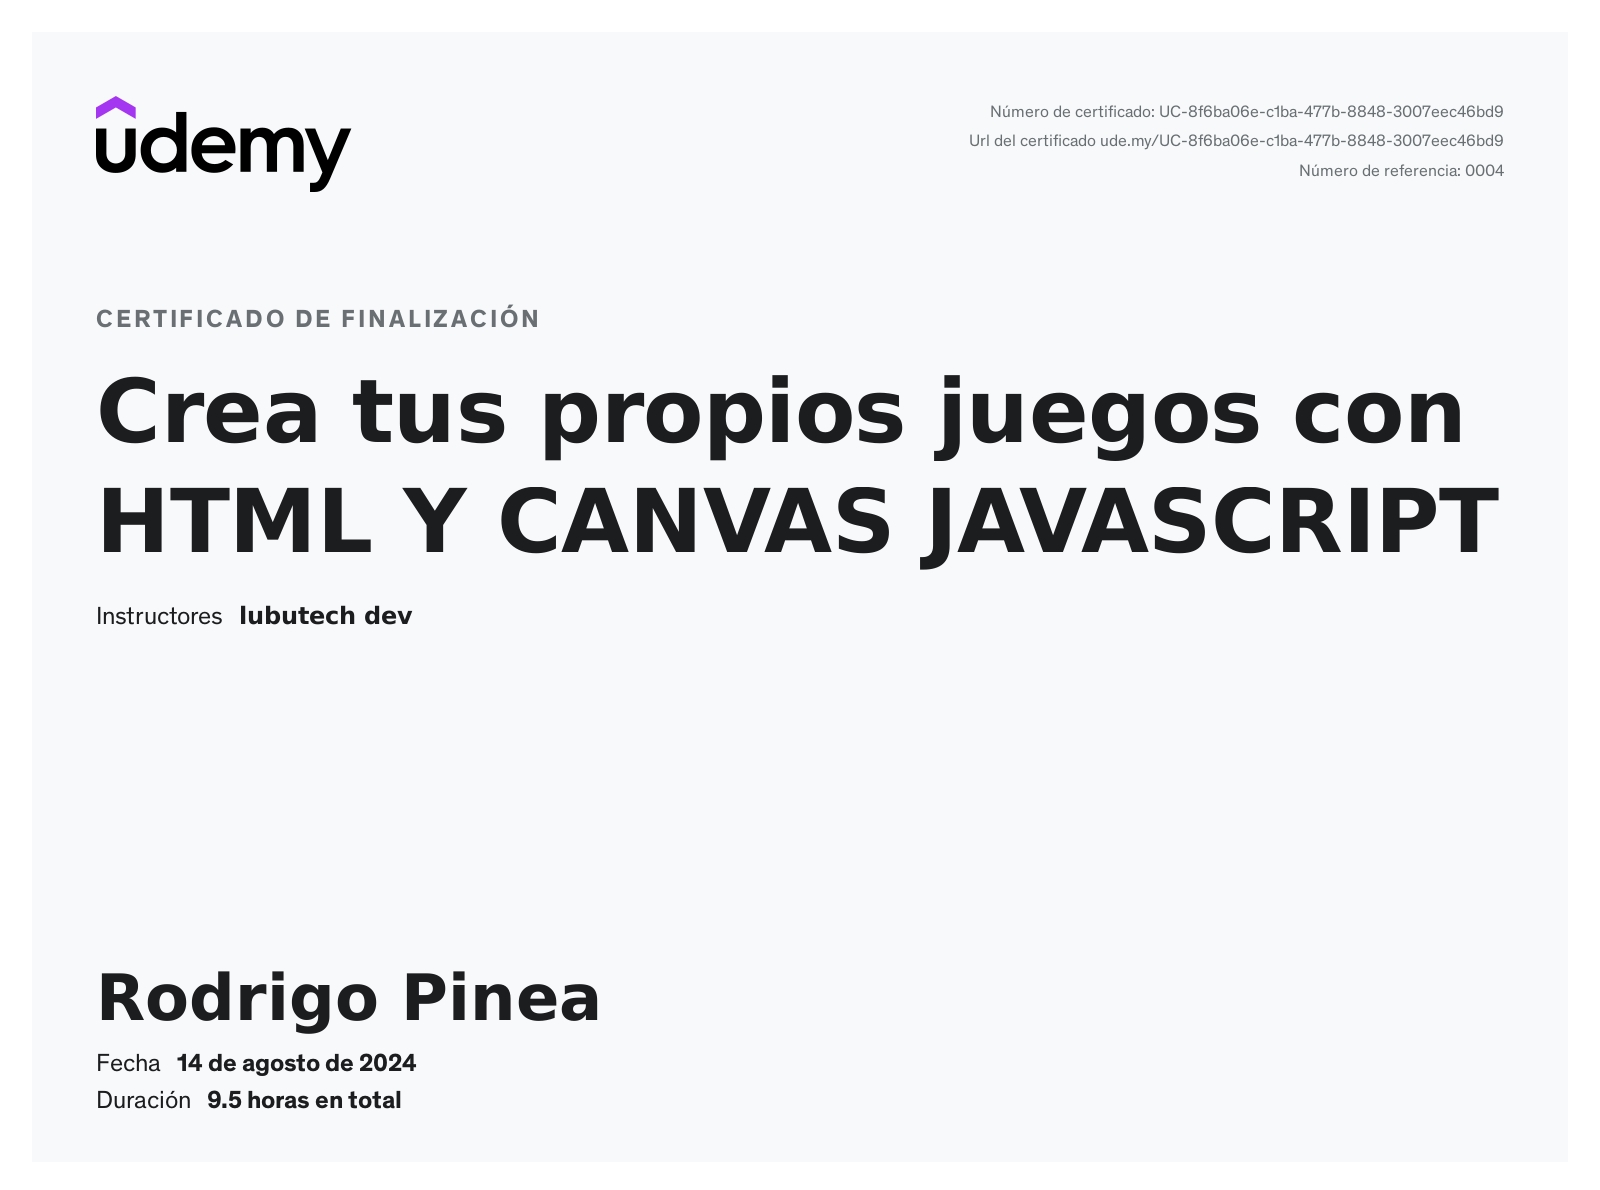 udemy
Número de certificado: UC-8f6ba06e-c1ba-477b-8848-3007eec46bd9
Url del certificado ude.my/UC-8f6ba06e-c1ba-477b-8848-3007eec46bd9
Número de referencia: 0004
CERTIFICADO DE FINALIZACIÓN
Crea tus propios juegos con
HTML Y CANVAS JAVASCRIPT
Instructores lubutech dev
Rodrigo Pinea
Fecha 14 de agosto de 2024
Duración 9.5 horas en total